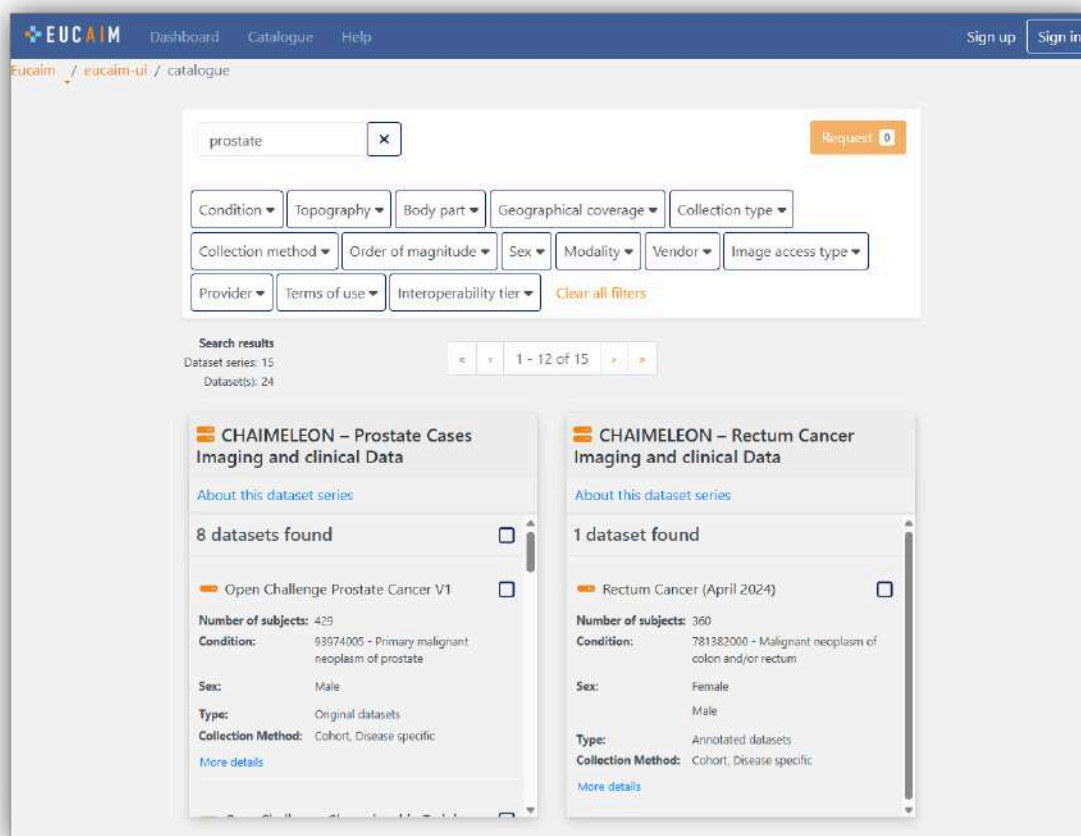 EUCAIM Dashboard Catalogue Help Sign up Sign in
Eucaim / eucaim-ui / catalogue
prostate Request 0
Condition Topography Body part Geographical coverage Collection type
Collection method Order of magnitude Sex Modality Vendor Image access type
Provider Terms of use Interoperability tier Clear all filters
Search results
Dataset series: 15
Dataset(s): 24
« ‹ 1 - 12 of 15 › »
CHAIMELEON – Prostate Cases
Imaging and clinical Data
About this dataset series
8 datasets found
Open Challenge Prostate Cancer V1
Number of subjects: 429
Condition: 93974005 - Primary malignant
neoplasm of prostate
Sex: Male
Type: Original datasets
Collection Method: Cohort, Disease specific
More details
CHAIMELEON – Rectum Cancer
Imaging and clinical Data
About this dataset series
1 dataset found
Rectum Cancer (April 2024)
Number of subjects: 360
Condition: 781382000 - Malignant neoplasm of
colon and/or rectum
Sex: Female
Male
Type: Annotated datasets
Collection Method: Cohort, Disease specific
More details